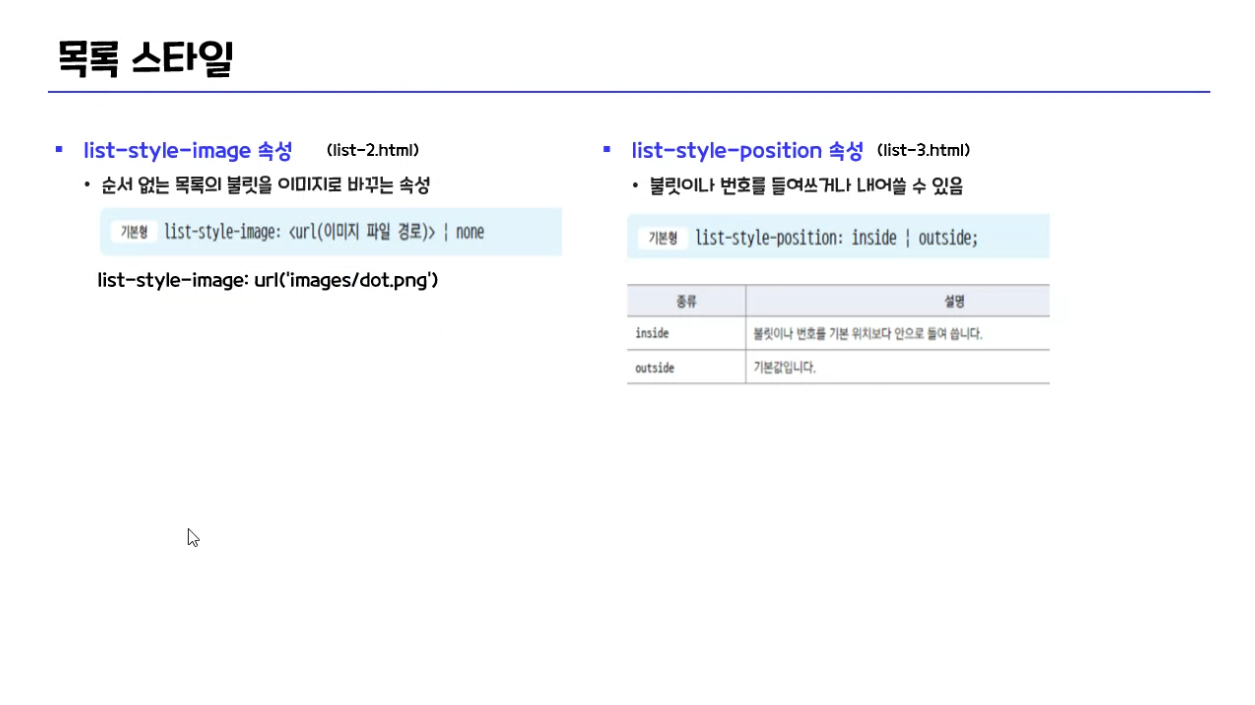 목록 스타일
▪ list-style-image 속성 (list-2.html)
• 순서 없는 목록의 불릿을 이미지로 바꾸는 속성
기본형 list-style-image: <url(이미지 파일 경로)> | none
list-style-image: url('images/dot.png')
▪ list-style-position 속성 (list-3.html)
• 불릿이나 번호를 들여쓰거나 내어쓸 수 있음
기본형 list-style-position: inside | outside;
종류 설명
inside 불릿이나 번호를 기본 위치보다 안으로 들여 씁니다.
outside 기본값입니다.